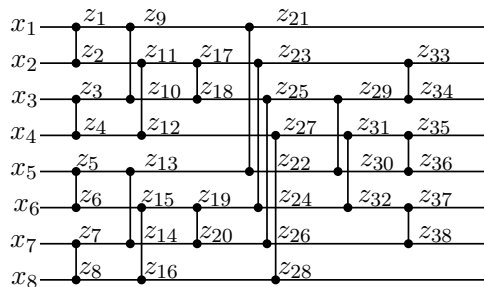 x1 z1 z9 z21
x2 z2 z11 z17 z23 z33
x3 z3 z10 z18 z25 z29 z34
x4 z4 z12 z27 z31 z35
x5 z5 z13 z22 z30 z36
x6 z6 z15 z19 z24 z32 z37
x7 z7 z14 z20 z26 z38
x8 z8 z16 z28